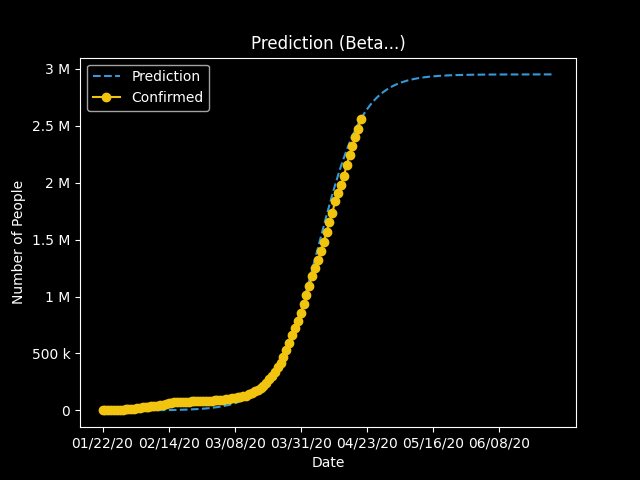 Prediction (Beta...)
Prediction
Confirmed
3 M
2.5 M
2 M
1.5 M
1 M
500 k
0
Number of People
01/22/20 02/14/20 03/08/20 03/31/20 04/23/20 05/16/20 06/08/20
Date